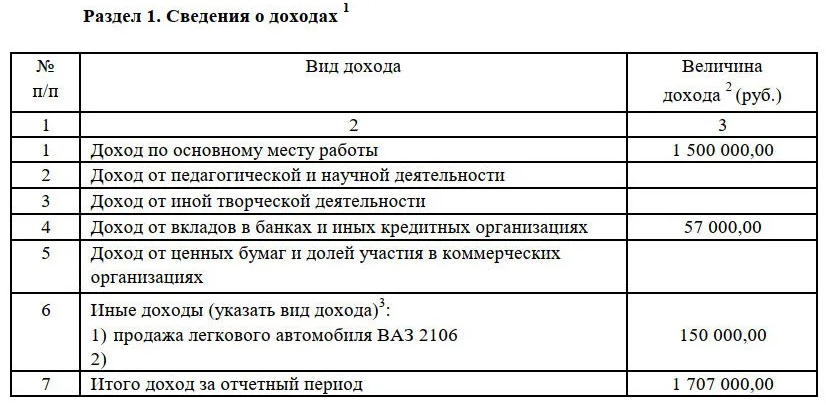 Раздел 1. Сведения о доходах 1
№ Вид дохода Величина
п/п дохода 2 (руб.)
1 2 3
1 Доход по основному месту работы 1 500 000,00
2 Доход от педагогической и научной деятельности
3 Доход от иной творческой деятельности
4 Доход от вкладов в банках и иных кредитных организациях 57 000,00
5 Доход от ценных бумаг и долей участия в коммерческих
организациях
6 Иные доходы (указать вид дохода)3:
1) продажа легкового автомобиля ВАЗ 2106 150 000,00
2)
7 Итого доход за отчетный период 1 707 000,00